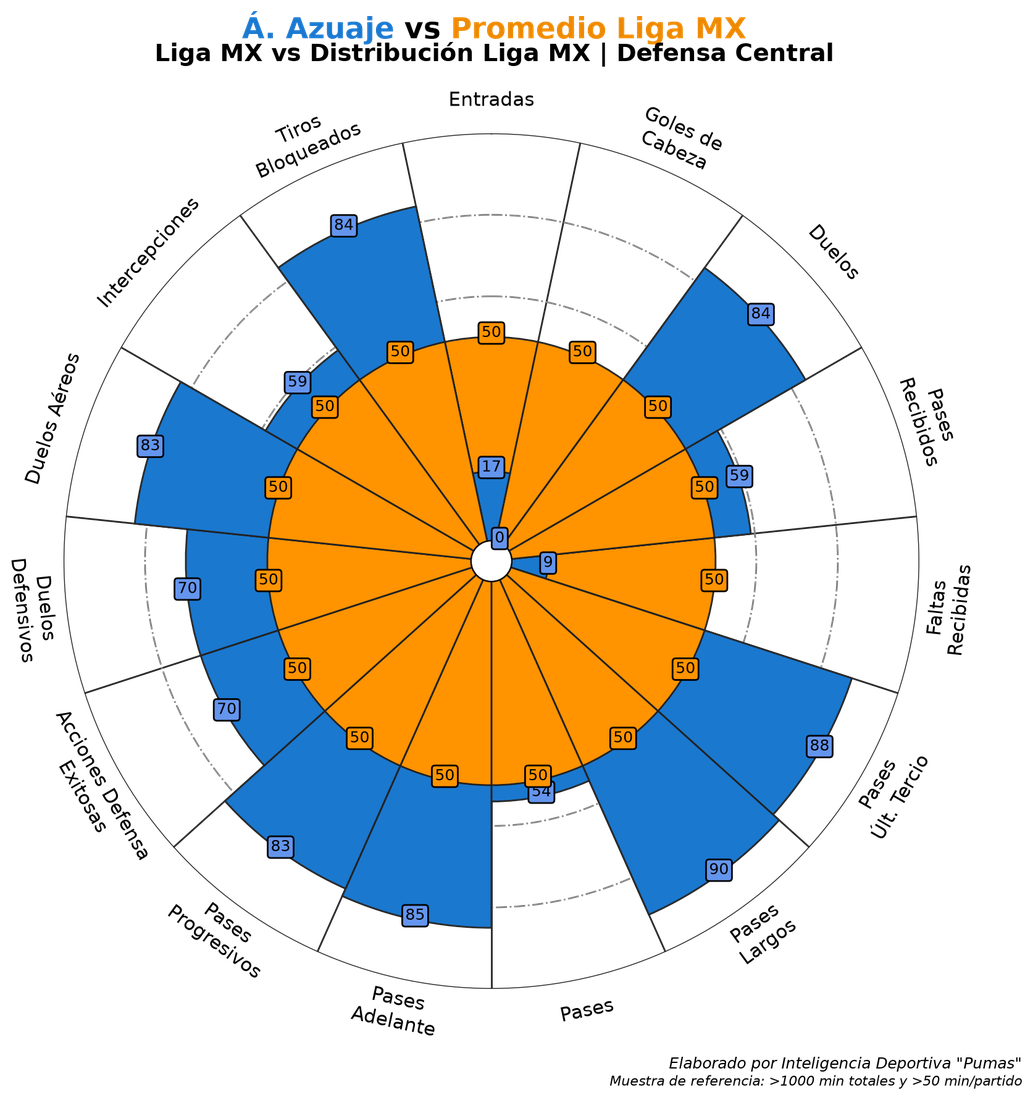 Á. Azuaje vs Promedio Liga MX
Liga MX vs Distribución Liga MX | Defensa Central
Entradas
17
50
Goles de
Cabeza
0
50
Duelos
84
50
Pases
Recibidos
59
50
Faltas
Recibidas
9
50
Pases
Últ. Tercio
88
50
Pases
Largos
90
50
Pases
54
50
Pases
Adelante
85
50
Pases
Progresivos
83
50
Acciones Defensa
Exitosas
70
50
Duelos
Defensivos
70
50
Duelos Aéreos
83
50
Intercepciones
59
50
Tiros
Bloqueados
84
50
Elaborado por Inteligencia Deportiva "Pumas"
Muestra de referencia: >1000 min totales y >50 min/partido